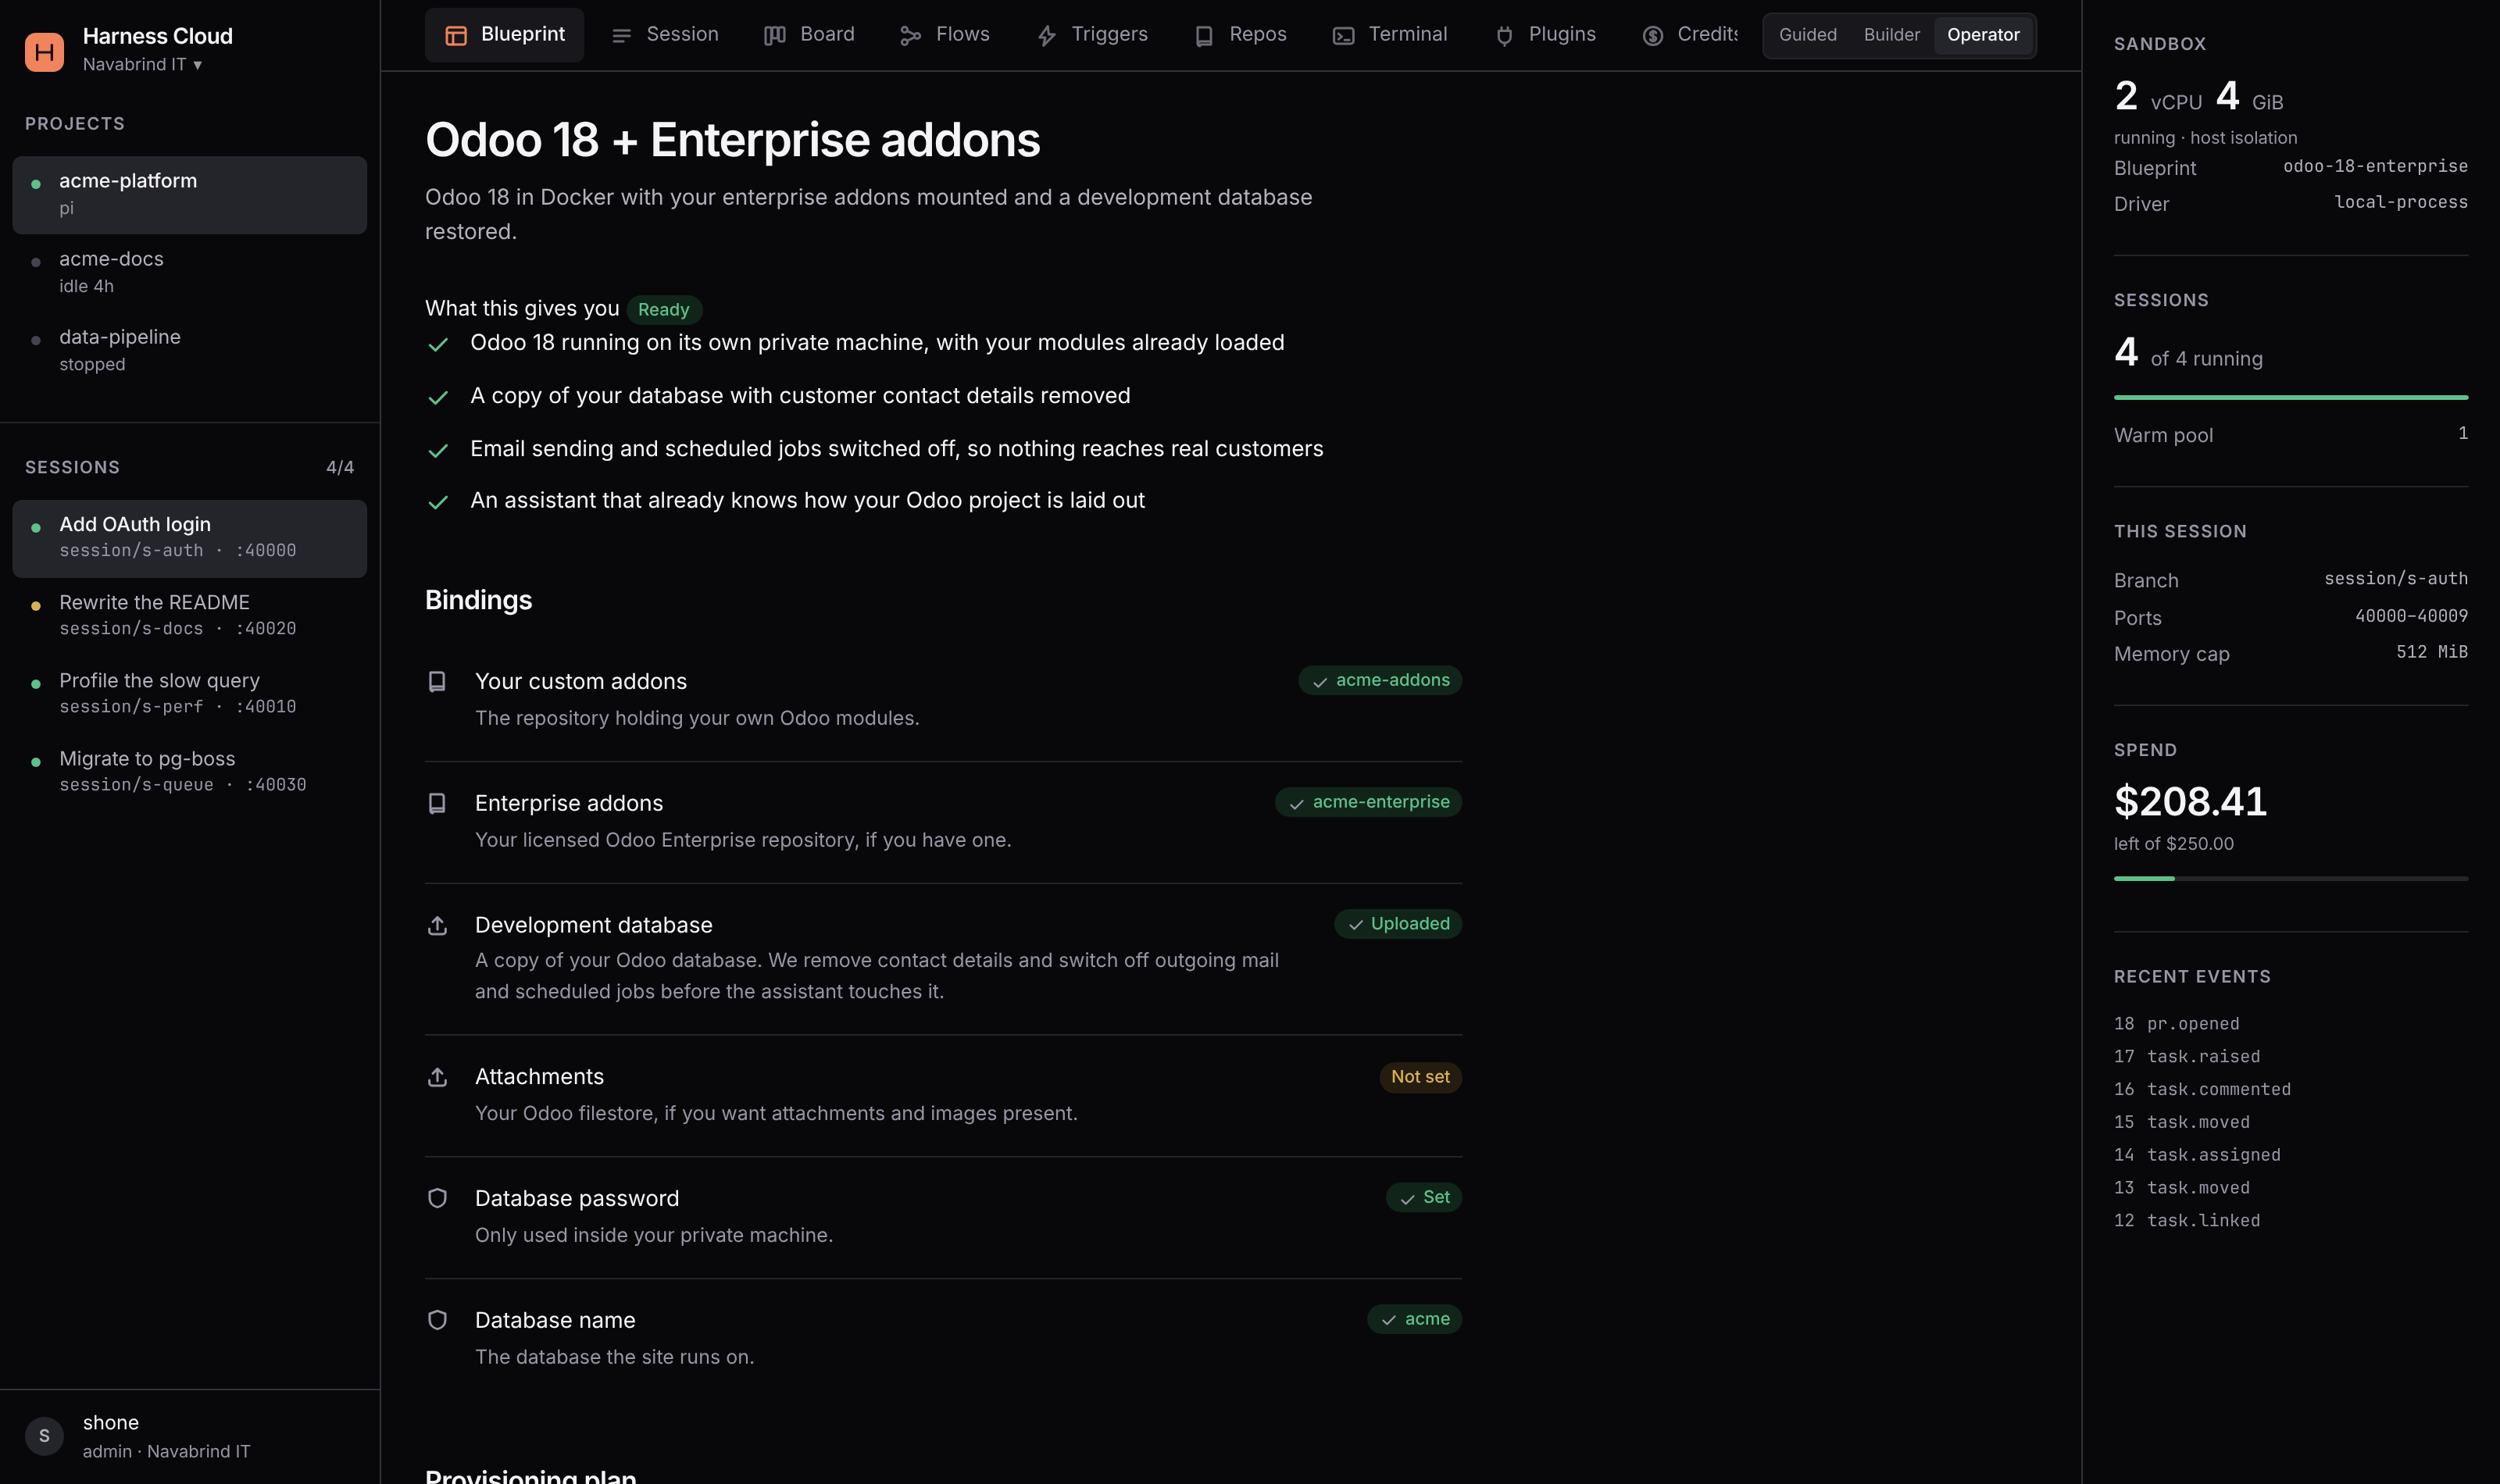 Harness Cloud
Navabrind IT ▾
PROJECTS
acme-platform
pi
acme-docs
idle 4h
data-pipeline
stopped
SESSIONS 4/4
Add OAuth login
session/s-auth · :40000
Rewrite the README
session/s-docs · :40020
Profile the slow query
session/s-perf · :40010
Migrate to pg-boss
session/s-queue · :40030
S
shone
admin · Navabrind IT
Blueprint Session Board Flows Triggers Repos Terminal Plugins Credits Guided Builder Operator
Odoo 18 + Enterprise addons
Odoo 18 in Docker with your enterprise addons mounted and a development database
restored.
What this gives you Ready
Odoo 18 running on its own private machine, with your modules already loaded
A copy of your database with customer contact details removed
Email sending and scheduled jobs switched off, so nothing reaches real customers
An assistant that already knows how your Odoo project is laid out
Bindings
Your custom addons acme-addons
The repository holding your own Odoo modules.
Enterprise addons acme-enterprise
Your licensed Odoo Enterprise repository, if you have one.
Development database Uploaded
A copy of your Odoo database. We remove contact details and switch off outgoing mail
and scheduled jobs before the assistant touches it.
Attachments Not set
Your Odoo filestore, if you want attachments and images present.
Database password Set
Only used inside your private machine.
Database name acme
The database the site runs on.
Provisioning plan
SANDBOX
2 vCPU 4 GiB
running · host isolation
Blueprint odoo-18-enterprise
Driver local-process
SESSIONS
4 of 4 running
Warm pool 1
THIS SESSION
Branch session/s-auth
Ports 40000–40009
Memory cap 512 MiB
SPEND
$208.41
left of $250.00
RECENT EVENTS
18 pr.opened
17 task.raised
16 task.commented
15 task.moved
14 task.assigned
13 task.moved
12 task.linked